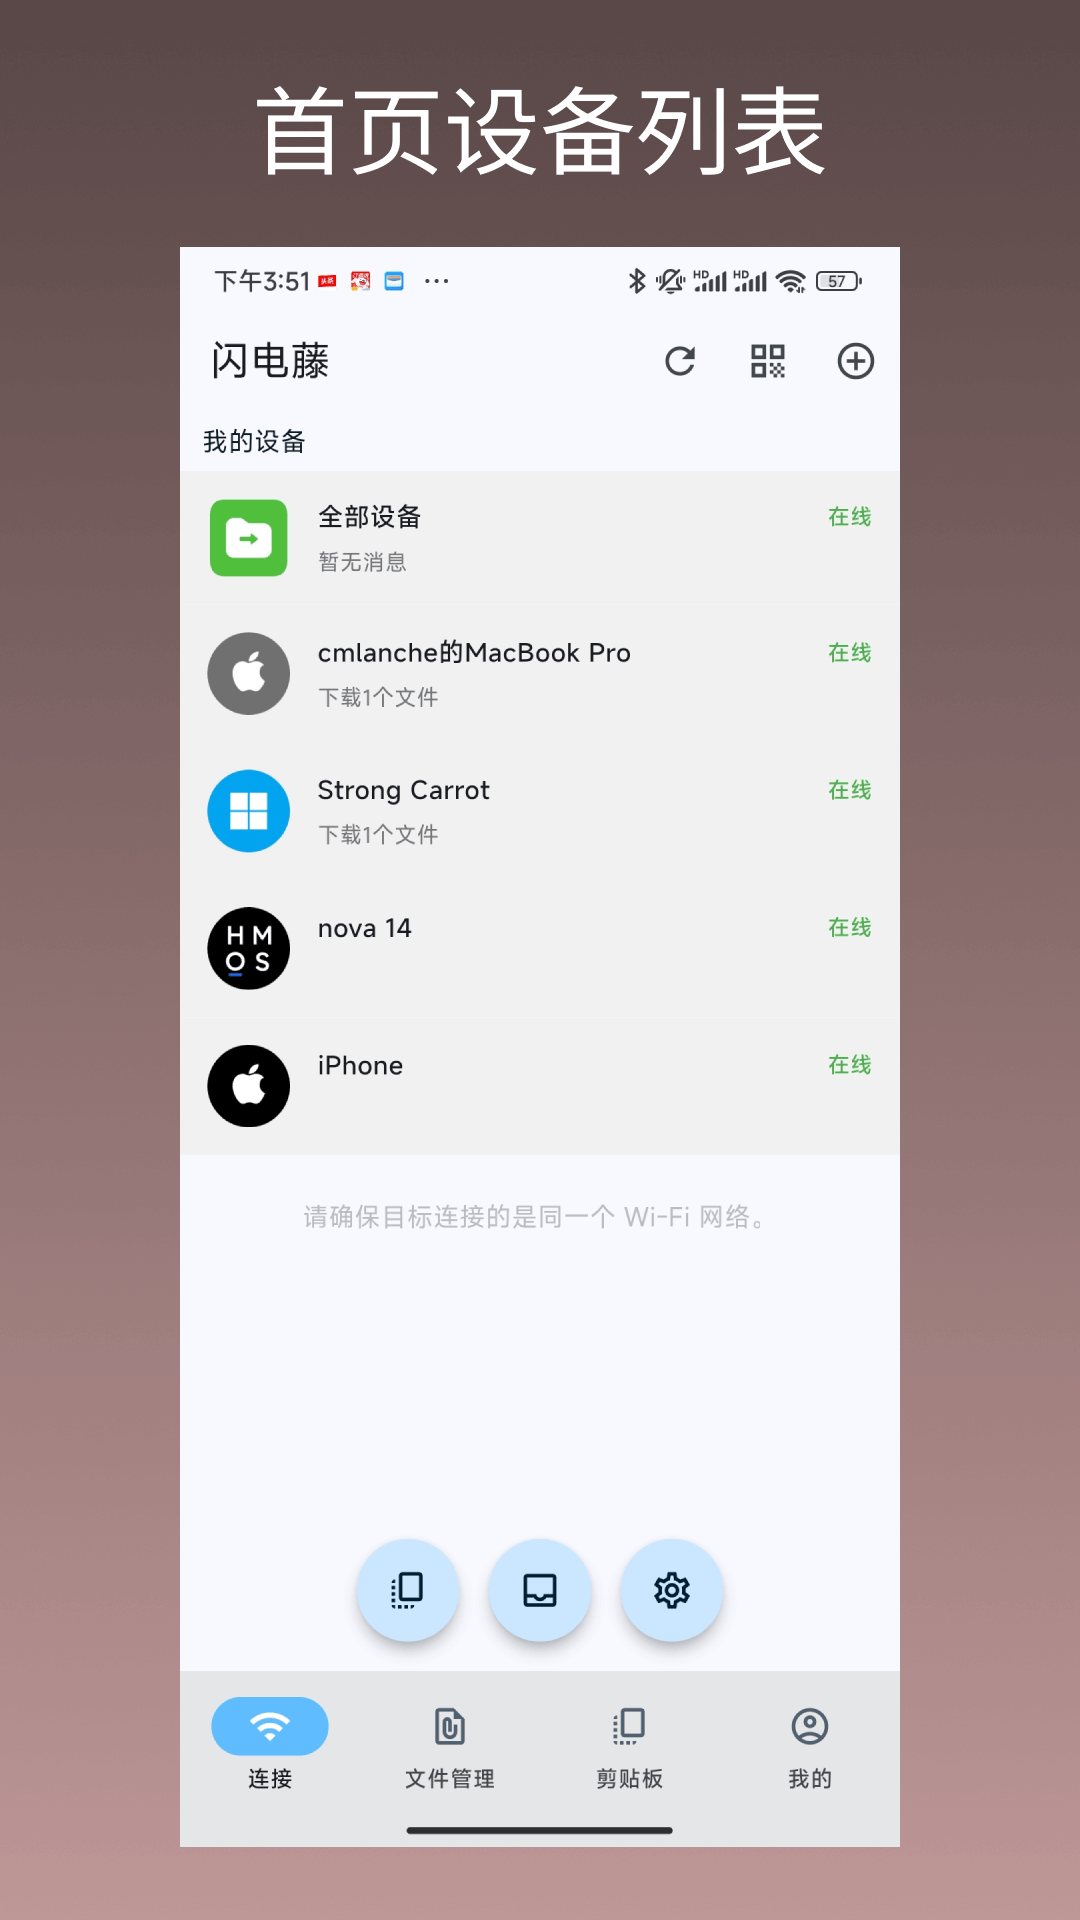 首页设备列表
下午3:51 头条 ··· HD HD 57
闪电藤
我的设备
全部设备 在线
暂无消息
cmlanche的MacBook Pro 在线
下载1个文件
Strong Carrot 在线
下载1个文件
HM
OS
nova 14 在线
iPhone 在线
请确保目标连接的是同一个 Wi-Fi 网络。
连接 文件管理 剪贴板 我的